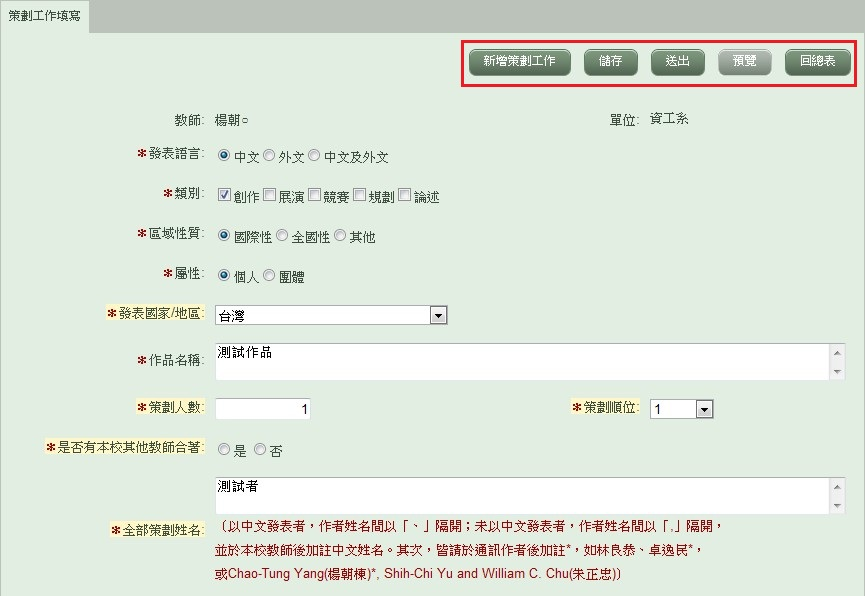 策劃工作填寫
新增策劃工作 儲存 送出 預覽 回總表
教師: 楊朝○ 單位: 資工系
*發表語言: 中文 外文 中文及外文
*類別: 創作 展演 競賽 規劃 論述
*區域性質: 國際性 全國性 其他
*屬性: 個人 團體
*發表國家/地區: 台灣
*作品名稱: 測試作品
*策劃人數: 1 *策劃順位: 1
*是否有本校其他教師合著: 是 否
測試者
*全部策劃姓名: 〔以中文發表者，作者姓名間以「、」隔開；未以中文發表者，作者姓名間以「,」隔開，
並於本校教師後加註中文姓名。其次，皆請於通訊作者後加註*，如林良恭、卓逸民*，
或Chao-Tung Yang(楊朝棟)*, Shih-Chi Yu and William C. Chu(朱正忠)〕